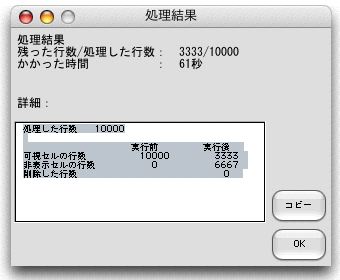 処理結果
処理結果
残った行数/処理した行数： 3333/10000
かかった時間 ： 61秒
詳細：
処理した行数 10000
実行前 実行後
可視セルの行数 10000 3333
非表示セルの行数 0 6667
削除した行数 0
コピー
OK